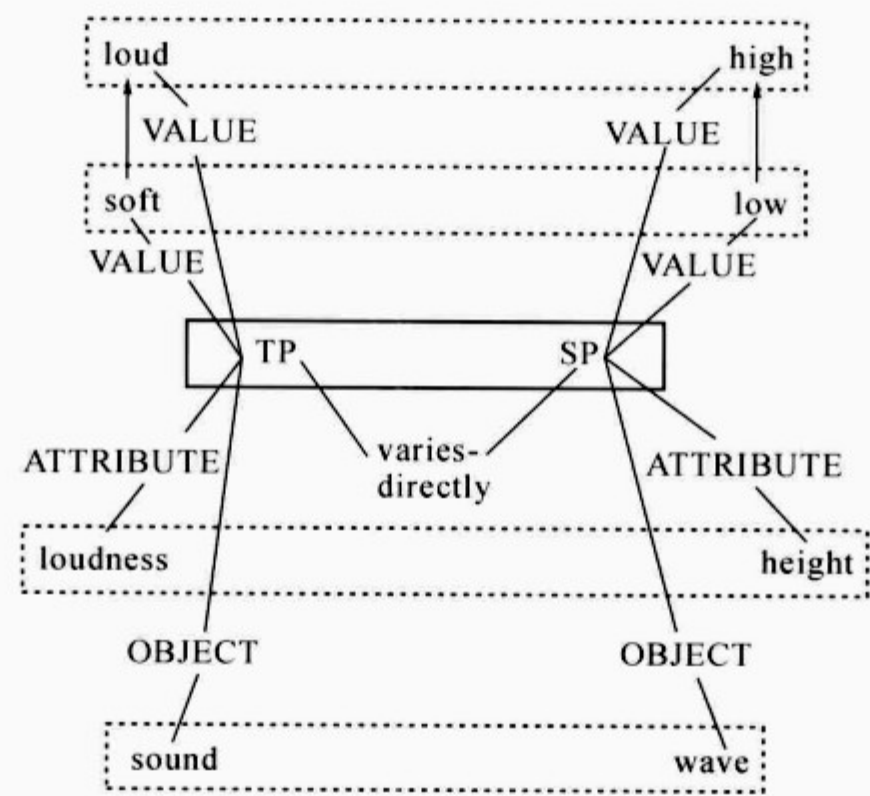 loud high
VALUE VALUE
soft low
VALUE VALUE
TP SP
varies-
directly
ATTRIBUTE ATTRIBUTE
loudness height
OBJECT OBJECT
sound wave